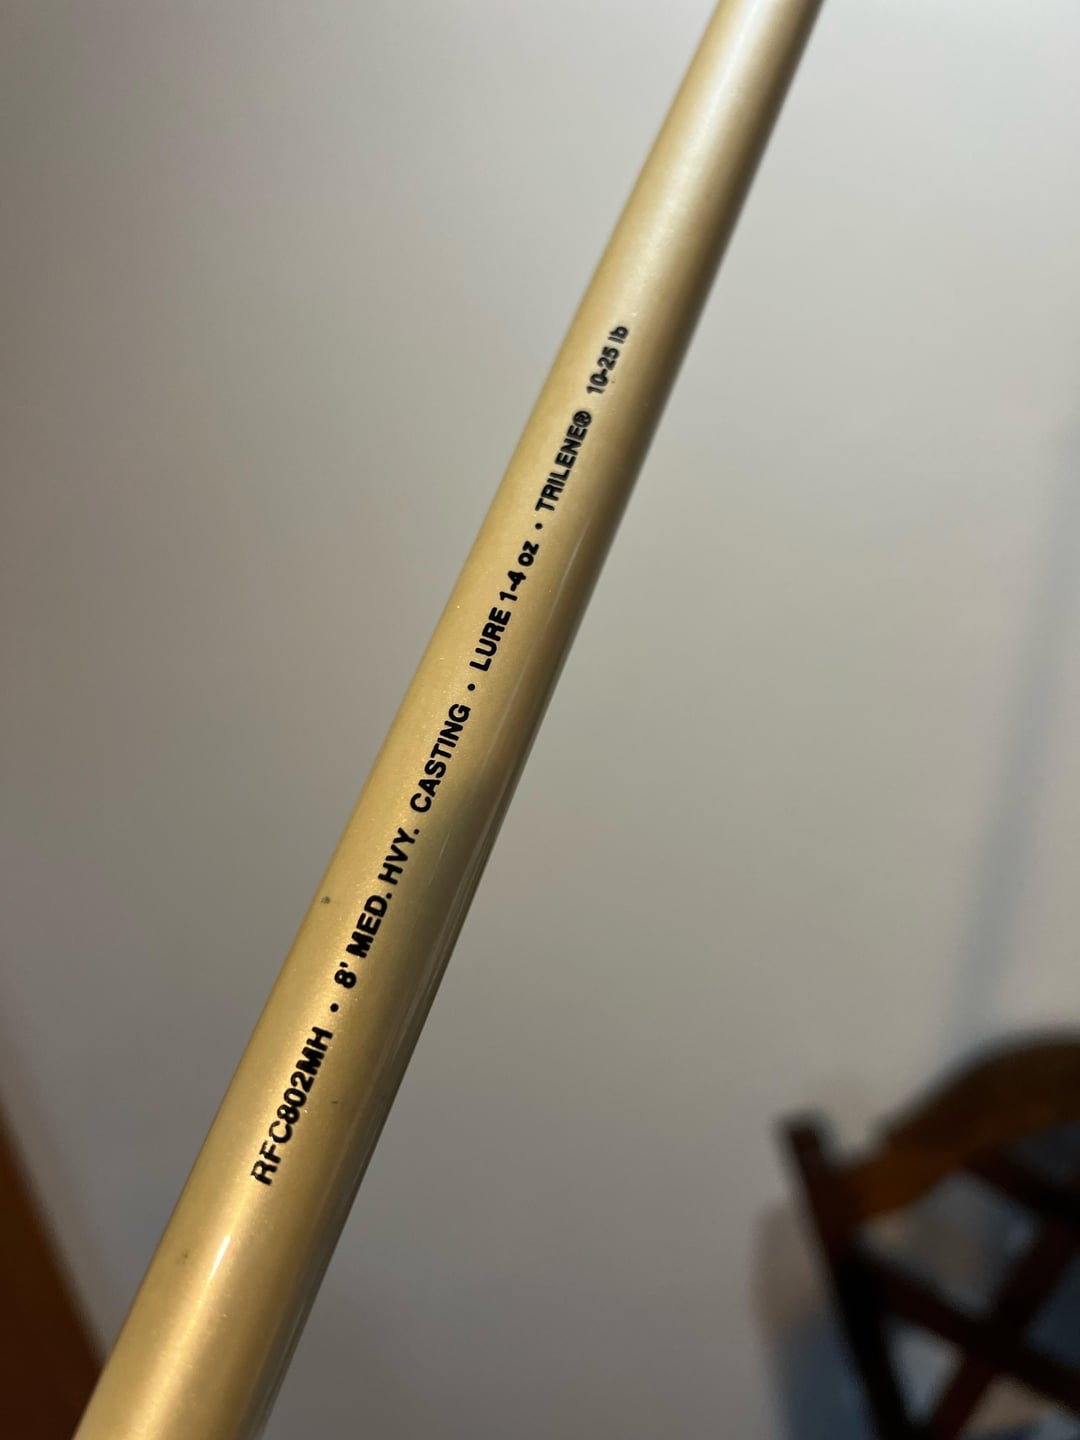 RFC802MH • 8' MED. HVY. CASTING • LURE 1-4 oz • TRILENE® 10-25 lb